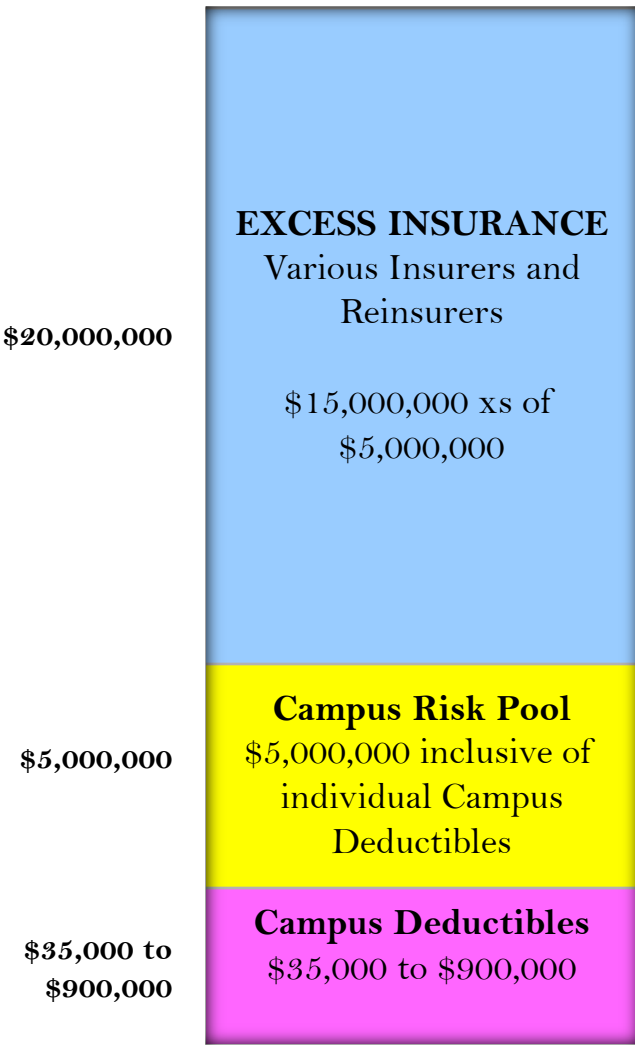 EXCESS INSURANCE
Various Insurers and
Reinsurers
$20,000,000
$15,000,000 xs of
$5,000,000
Campus Risk Pool
$5,000,000
$5,000,000 inclusive of
individual Campus
Deductibles
Campus Deductibles
$35,000 to
$900,000
$35,000 to $900,000